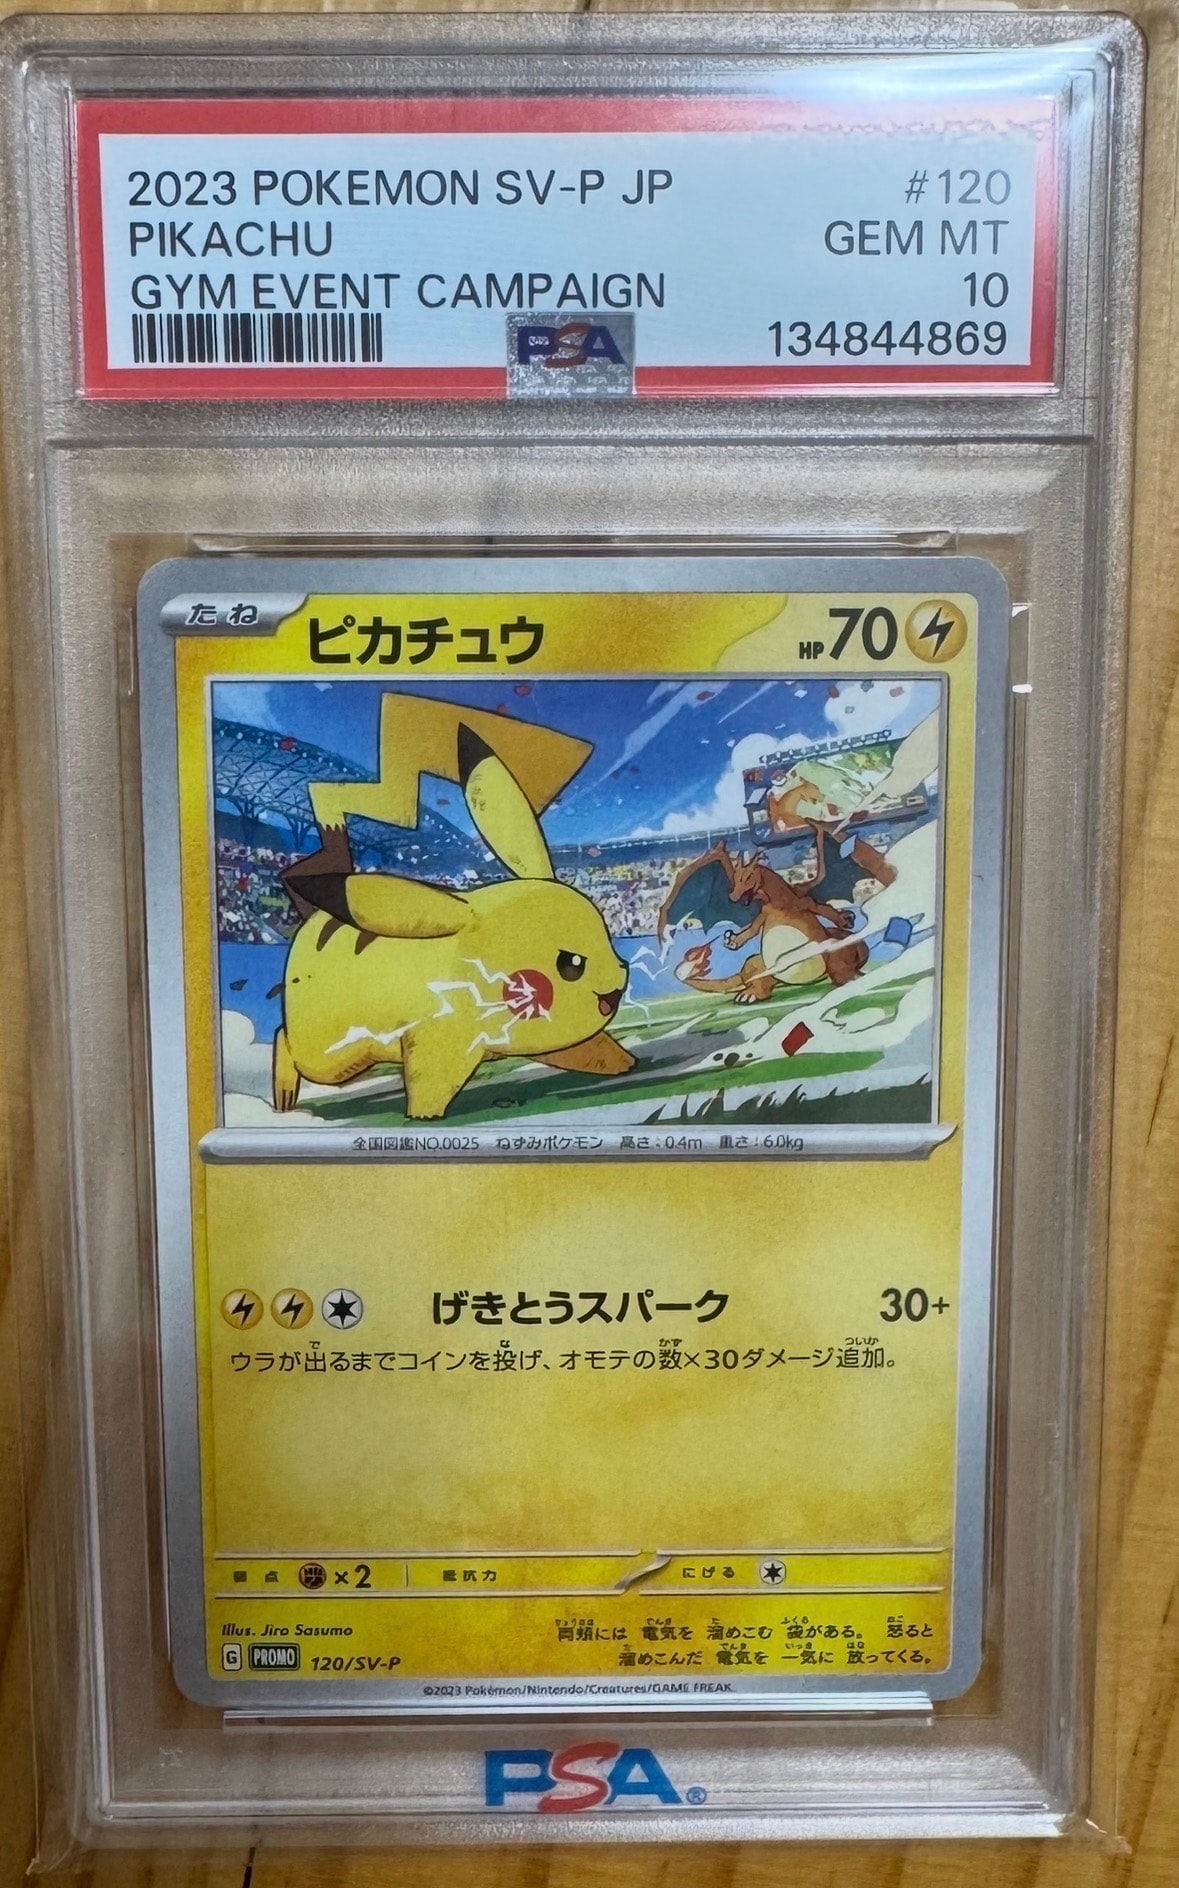 2023 POKEMON SV-P JP #120
PIKACHU GEM MT
GYM EVENT CAMPAIGN 10
PSA 134844869
たね ピカチュウ HP70
全国図鑑NO.0025 ねずみポケモン 高さ:0.4m 重さ:6.0kg
げきとうスパーク 30+
ウラが出るまでコインを投げ、オモテの数×30ダメージ追加。
弱点 ×2 抵抗力 にげる
Illus. Jiro Sasumo
両頬には 電気を 溜めこむ 袋がある。 怒ると
溜めこんだ 電気を 一気に 放ってくる。
G PROMO 120/SV-P
©2023 Pokémon/Nintendo/Creatures/GAME FREAK.
PSA®